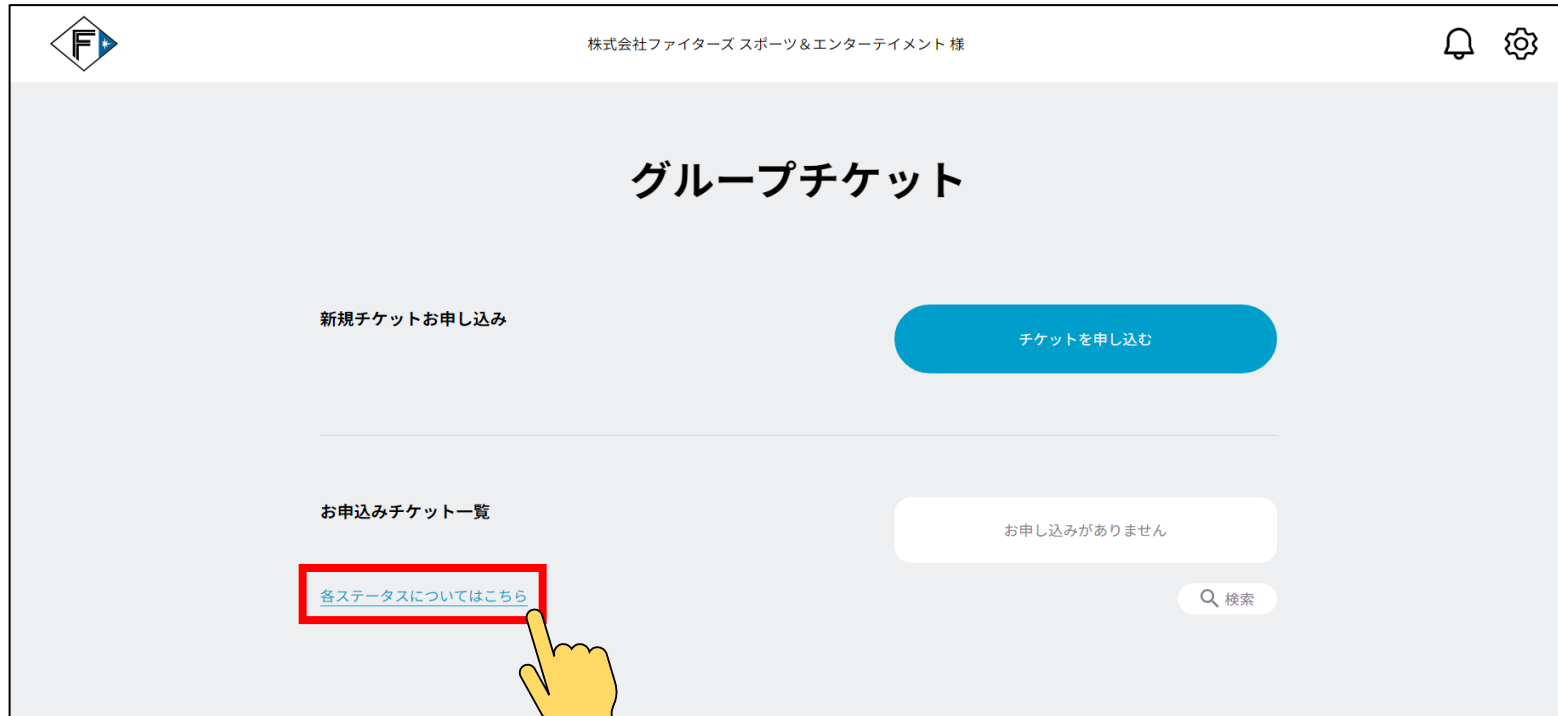 F
株式会社ファイターズ スポーツ＆エンターテイメント 様
グループチケット
新規チケットお申し込み
チケットを申し込む
お申込みチケット一覧
お申し込みがありません
各ステータスについてはこちら
検索